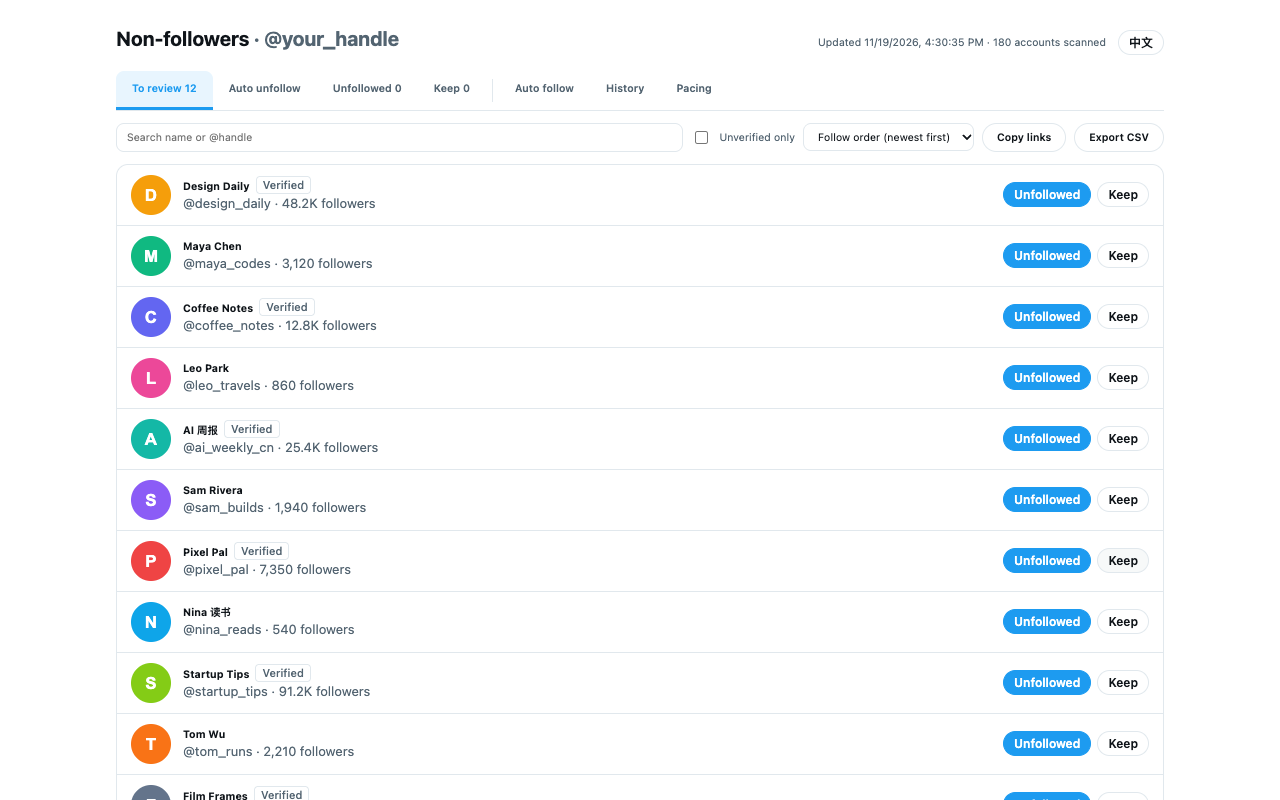 Non-followers · @your_handle
Updated 11/19/2026, 4:30:35 PM · 180 accounts scanned
中文
To review 12
Auto unfollow
Unfollowed 0
Keep 0
Auto follow
History
Pacing
Search name or @handle
Unverified only
Follow order (newest first)
Copy links
Export CSV
D
Design Daily Verified
@design_daily · 48.2K followers
Unfollowed Keep
M
Maya Chen
@maya_codes · 3,120 followers
Unfollowed Keep
C
Coffee Notes Verified
@coffee_notes · 12.8K followers
Unfollowed Keep
L
Leo Park
@leo_travels · 860 followers
Unfollowed Keep
A
AI 周报 Verified
@ai_weekly_cn · 25.4K followers
Unfollowed Keep
S
Sam Rivera
@sam_builds · 1,940 followers
Unfollowed Keep
P
Pixel Pal Verified
@pixel_pal · 7,350 followers
Unfollowed Keep
N
Nina 读书
@nina_reads · 540 followers
Unfollowed Keep
S
Startup Tips Verified
@startup_tips · 91.2K followers
Unfollowed Keep
T
Tom Wu
@tom_runs · 2,210 followers
Unfollowed Keep
Film Frames Verified